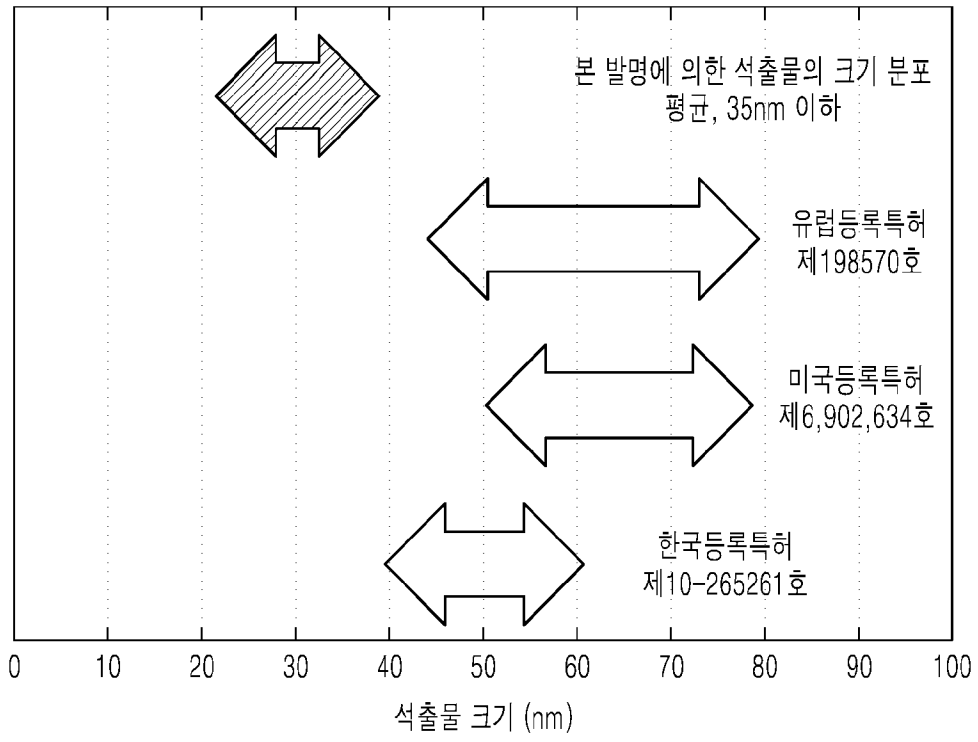 본 발명에 의한 석출물의 크기 분포
평균, 35nm 이하
유럽등록특허
제198570호
미국등록특허
제6,902,634호
한국등록특허
제10-265261호
0 10 20 30 40 50 60 70 80 90 100
석출물 크기 (nm)